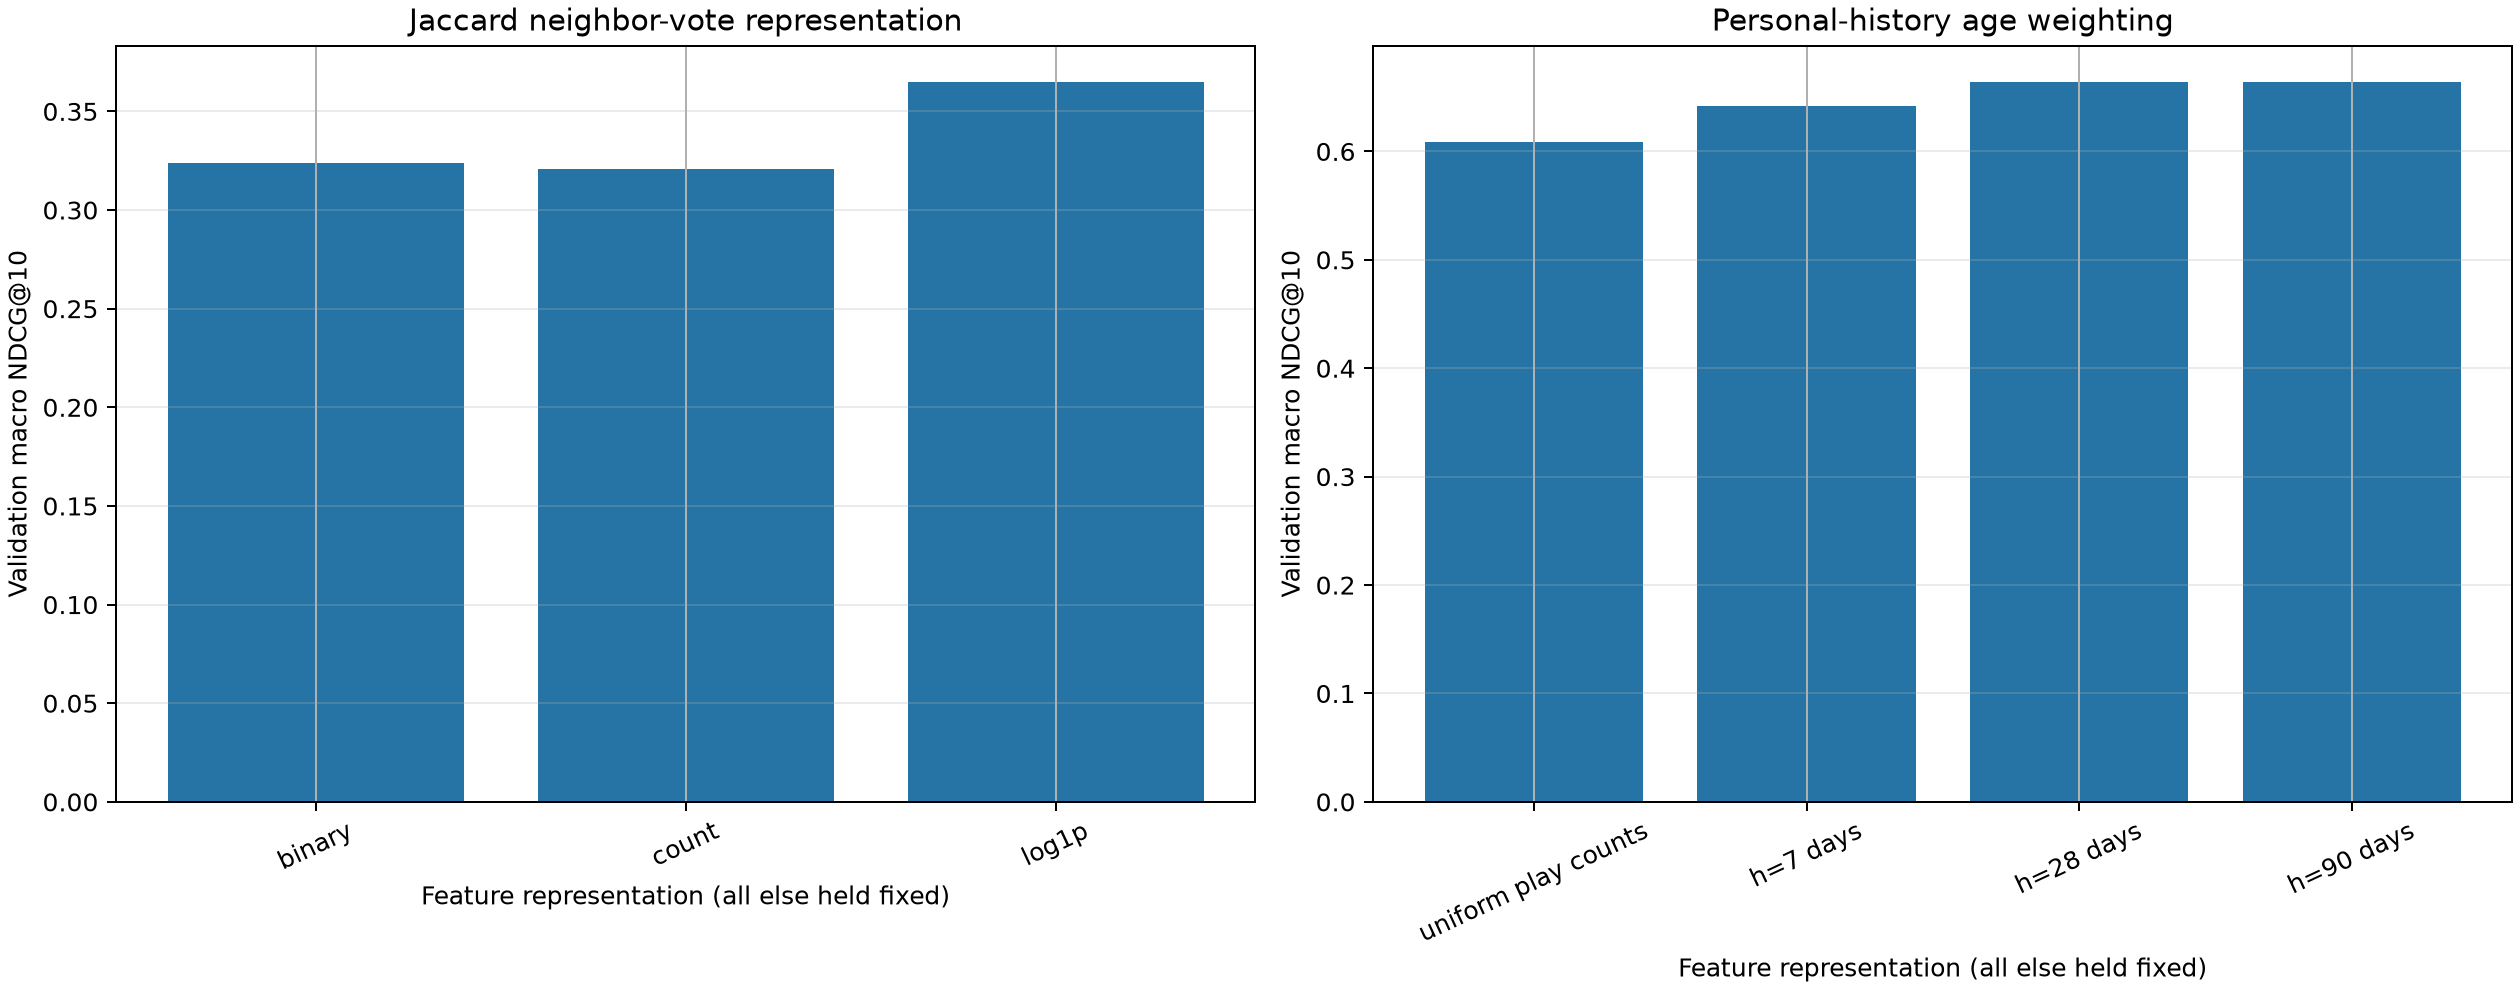 Jaccard neighbor-vote representation
Validation macro NDCG@10
0.35
0.30
0.25
0.20
0.15
0.10
0.05
0.00
binary
count
log1p
Feature representation (all else held fixed)
Personal-history age weighting
Validation macro NDCG@10
0.6
0.5
0.4
0.3
0.2
0.1
0.0
uniform play counts
h=7 days
h=28 days
h=90 days
Feature representation (all else held fixed)